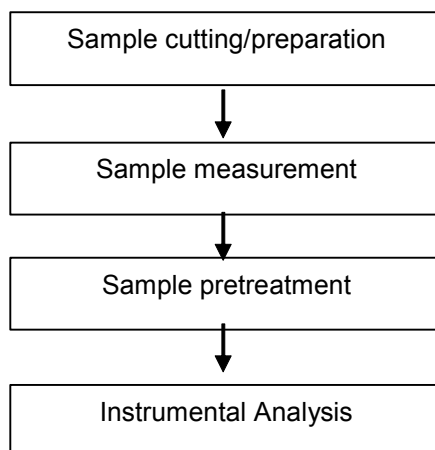 Sample cutting/preparation
Sample measurement
Sample pretreatment
Instrumental Analysis